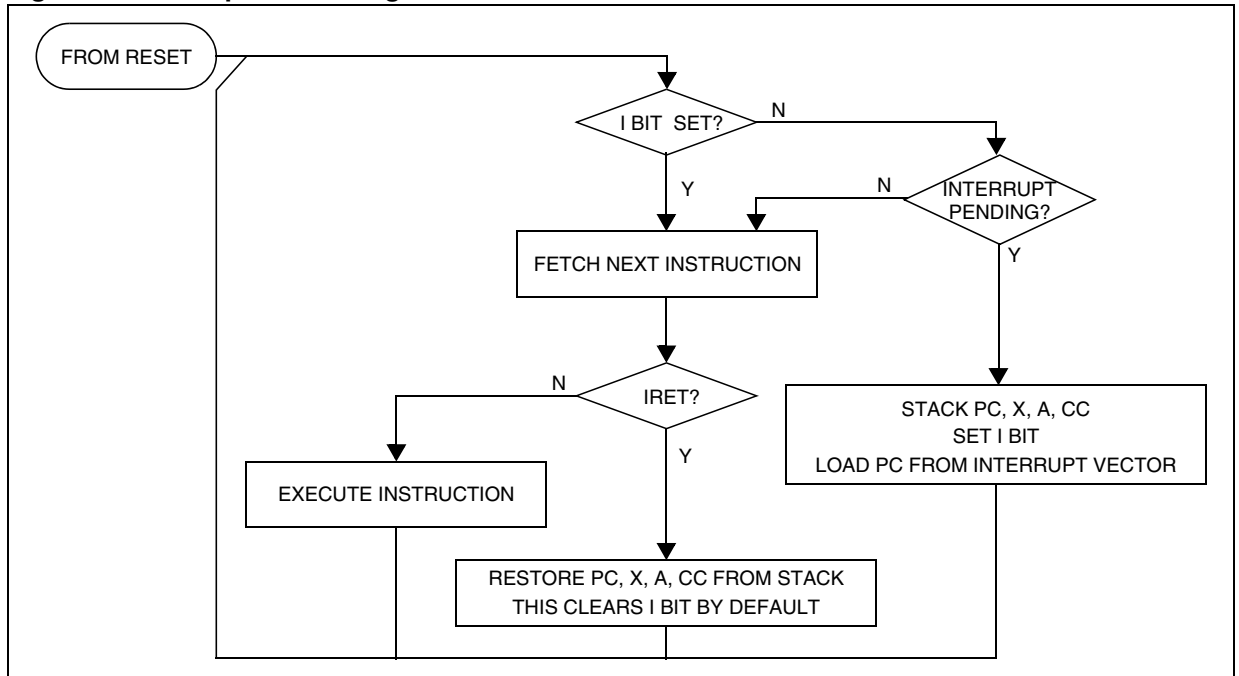 FROM RESET
I BIT SET?
N
Y
N
INTERRUPT
PENDING?
Y
FETCH NEXT INSTRUCTION
N
IRET?
Y
STACK PC, X, A, CC
SET I BIT
LOAD PC FROM INTERRUPT VECTOR
EXECUTE INSTRUCTION
RESTORE PC, X, A, CC FROM STACK
THIS CLEARS I BIT BY DEFAULT